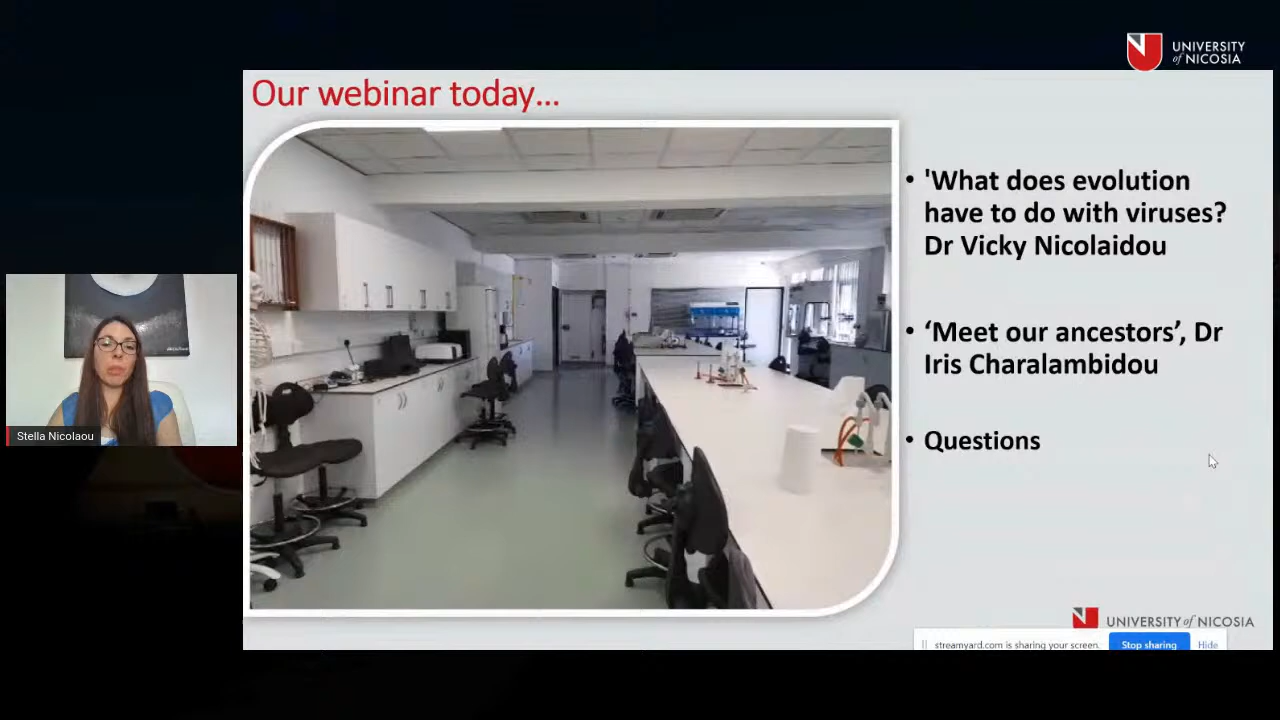 UNIVERSITY
of NICOSIA
Our webinar today...
• 'What does evolution
have to do with viruses?
Dr Vicky Nicolaidou
• ‘Meet our ancestors’, Dr
Iris Charalambidou
• Questions
Stella Nicolaou
UNIVERSITY of NICOSIA
streamyard.com is sharing your screen.
Stop sharing
Hide